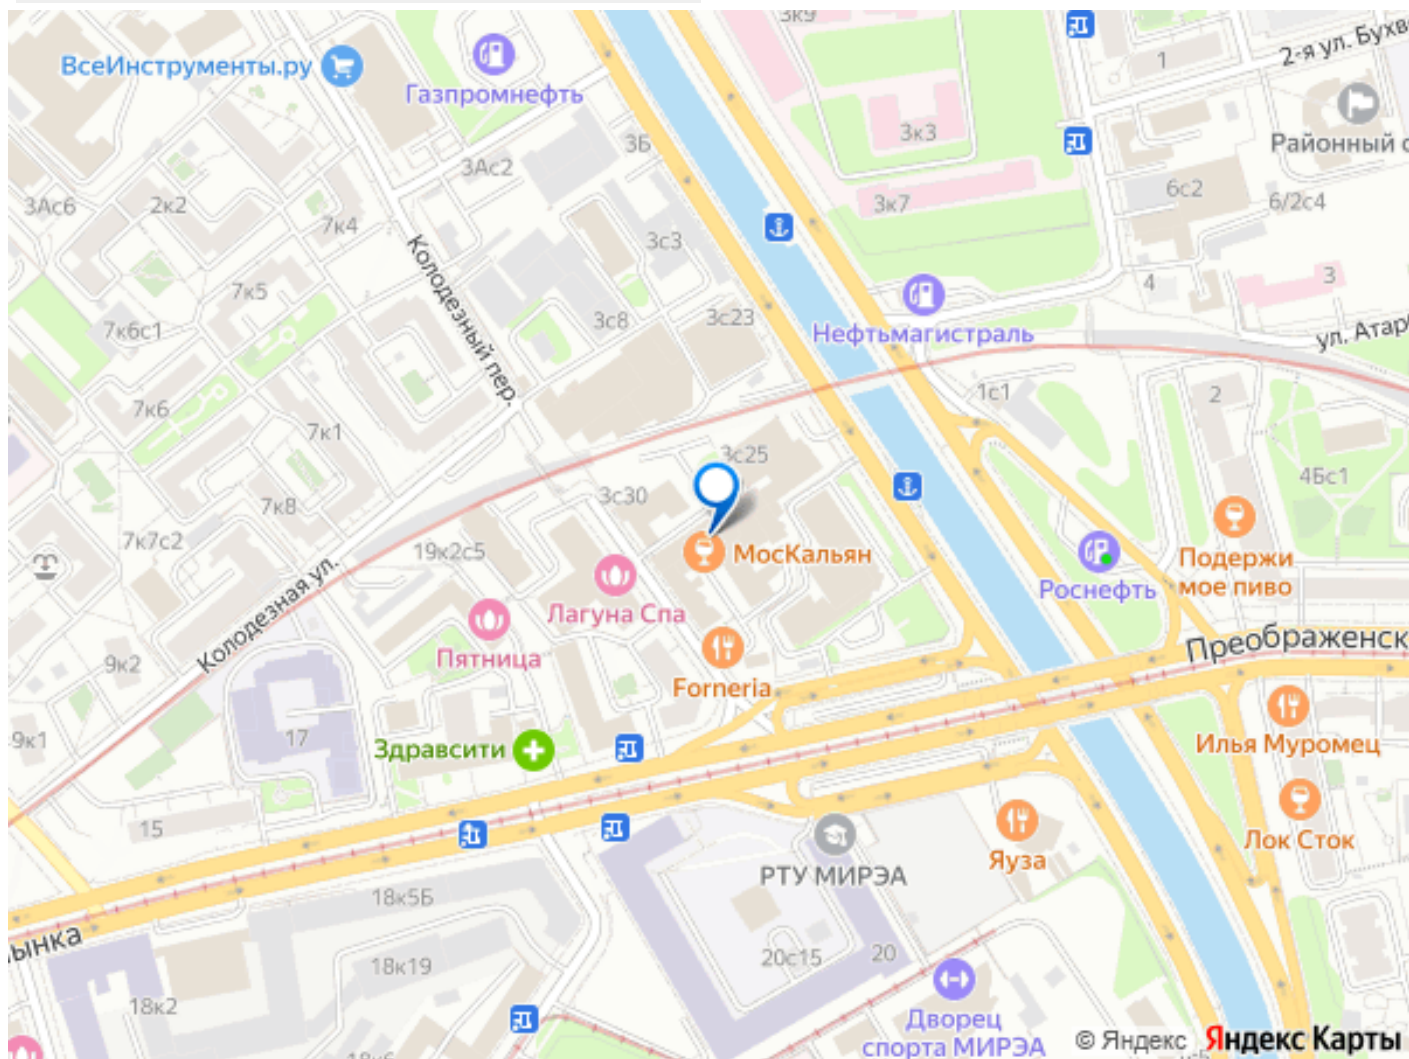 3к9
ВсеИнструменты.ру
Газпромнефть
1
2-я ул. Бухв
3к3
Районный с
3Б
3Ас2
3Ас6
2к2
7к4
3к7
6с2
6/2с4
Колодезный пер.
3с3
7к5
4
3
3с8
3с23
7к6с1
Нефтьмагистраль
ул. Атар
1с1
2
7к6
7к1
3с25
4Бс1
7к8
3с30
7к7с2
19к2с5
МосКальян
Подержи
мое пиво
Роснефть
Лагуна Спа
Колодезная ул.
Пятница
9к2
Преображенск
Forneria
9к1
17
Здравсити
Илья Муромец
15
Лок Сток
Яуза
РТУ МИРЭА
18к5Б
ынка
20
20с15
18к19
18к2
Дворец
спорта МИРЭА
© Яндекс Яндекс Карты